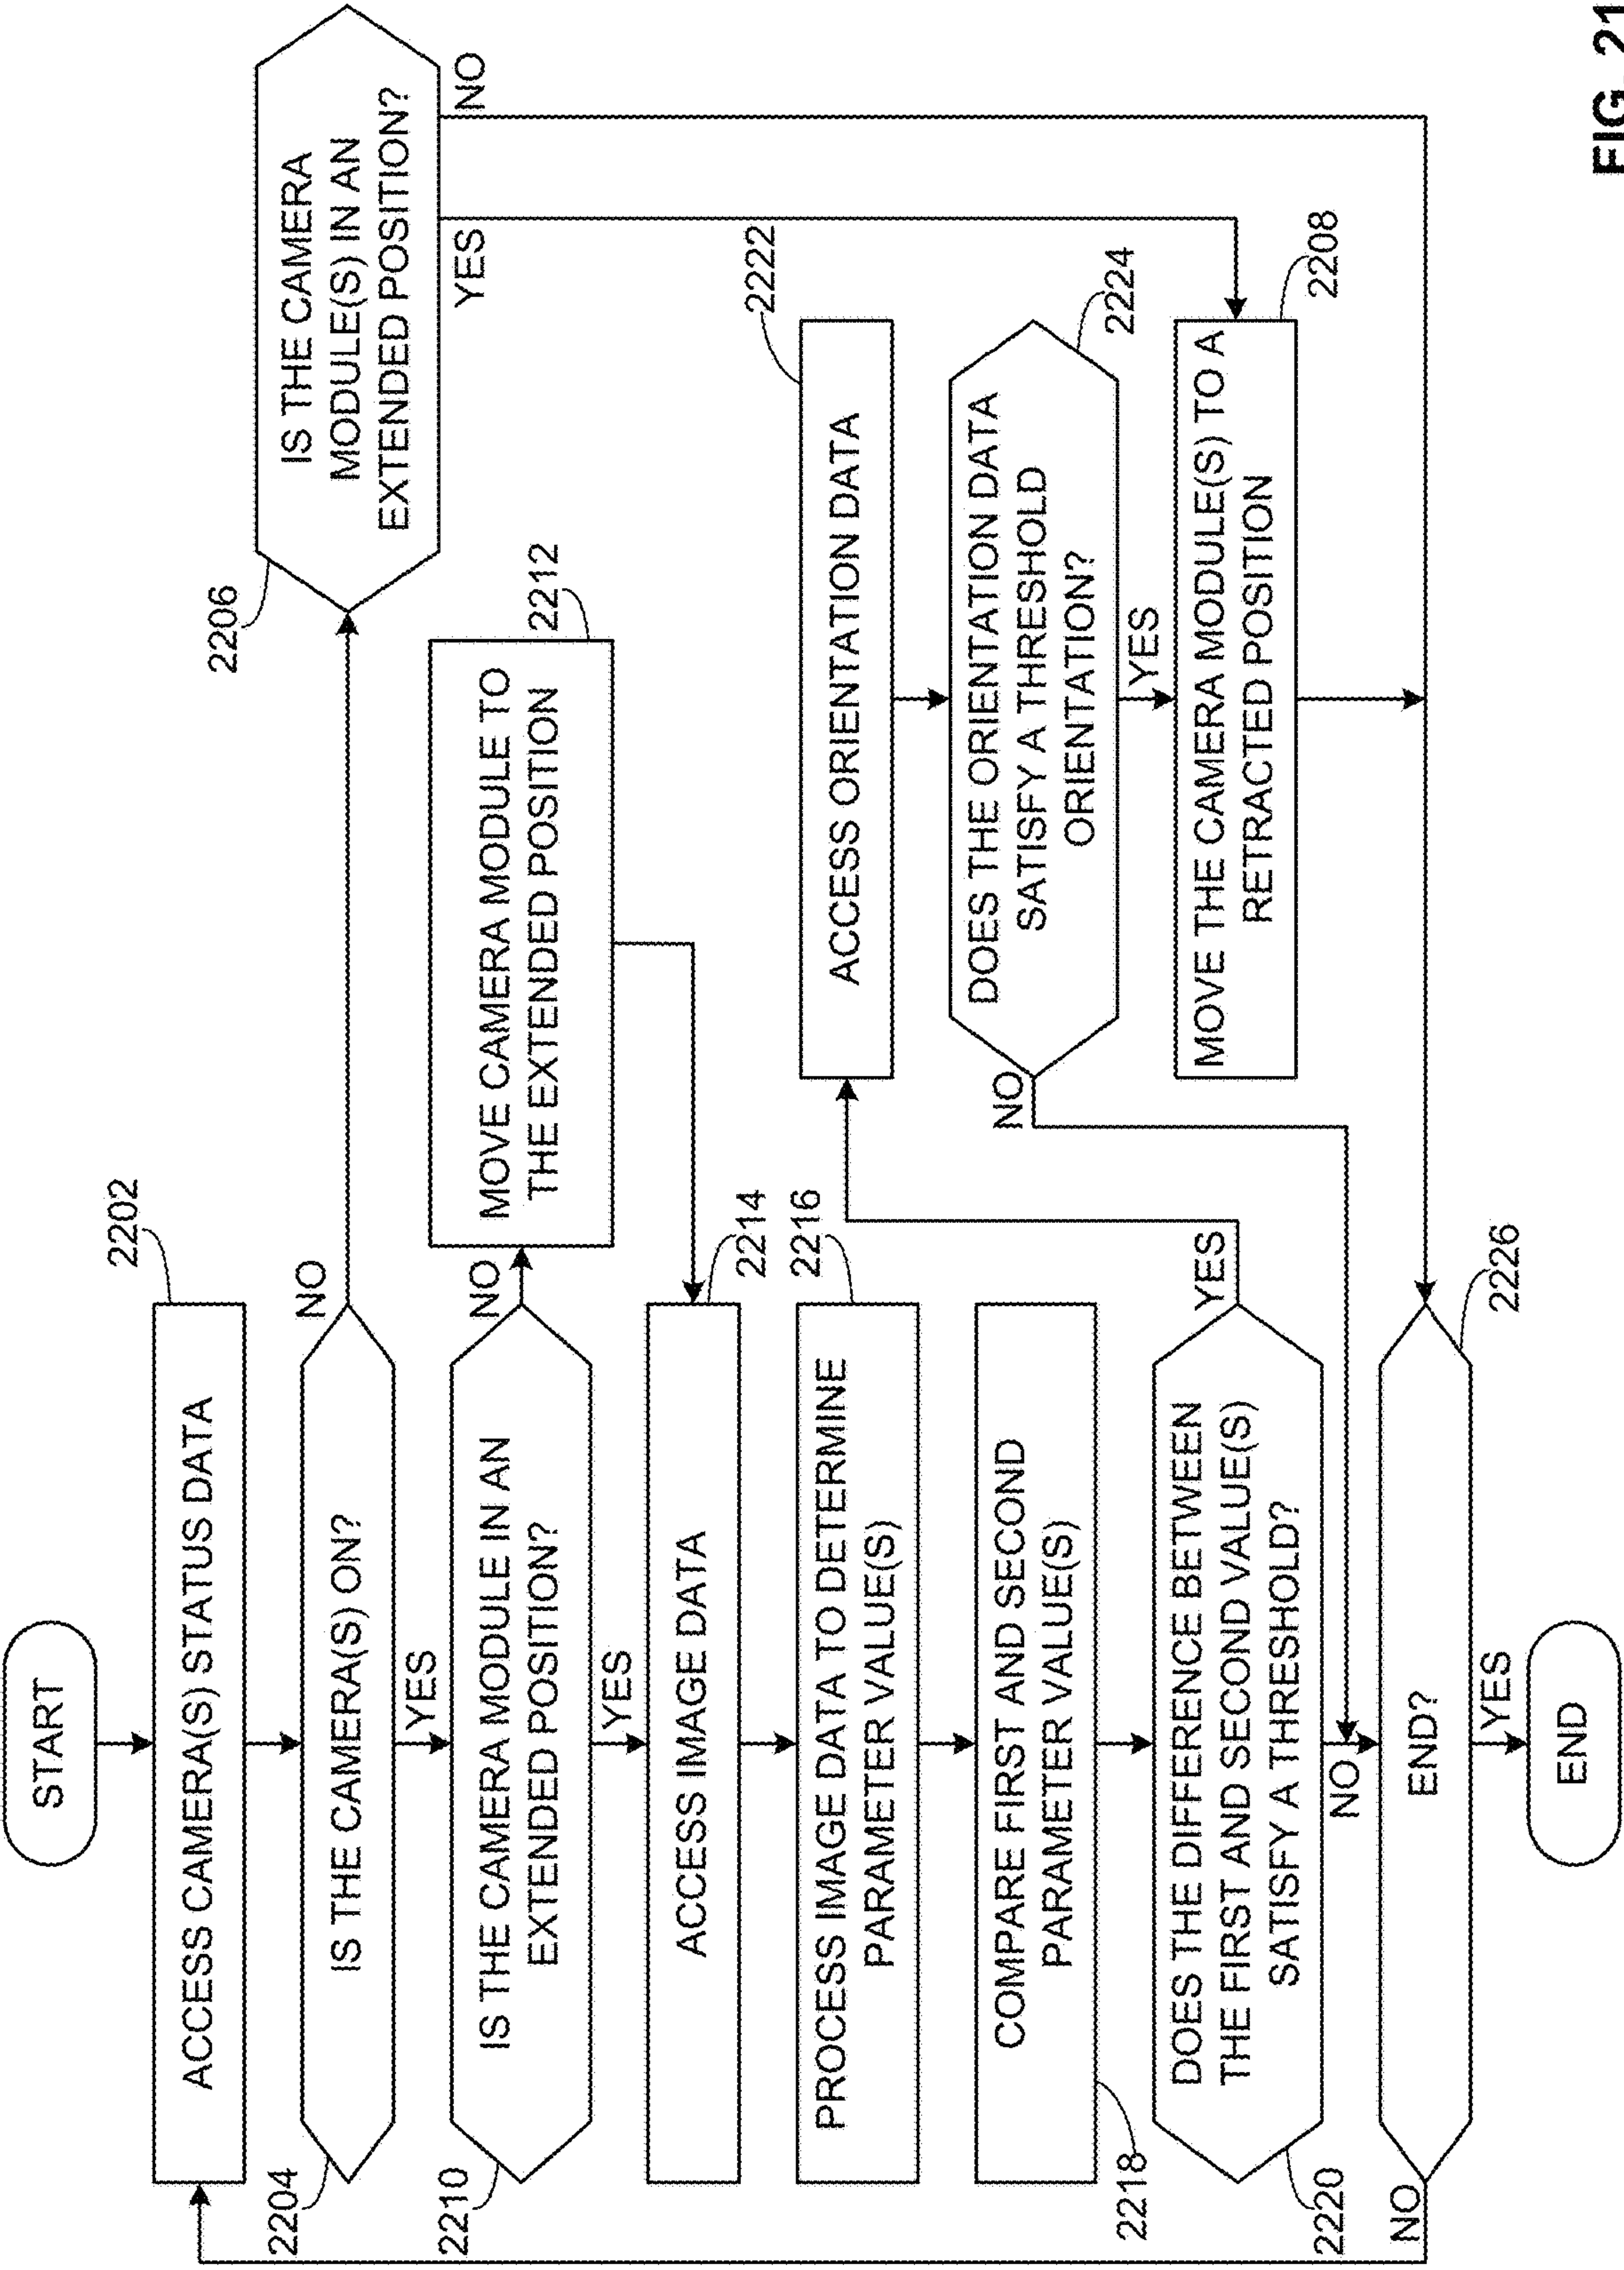 START
2202
ACCESS CAMERA(S) STATUS DATA
2204
IS THE CAMERA(S) ON?
NO
YES
2206
IS THE CAMERA
MODULE(S) IN AN
EXTENDED POSITION?
NO
YES
2210
IS THE CAMERA MODULE IN AN
EXTENDED POSITION?
NO
YES
2212
MOVE CAMERA MODULE TO
THE EXTENDED POSITION
2214
ACCESS IMAGE DATA
2216
PROCESS IMAGE DATA TO DETERMINE
PARAMETER VALUE(S)
COMPARE FIRST AND SECOND
PARAMETER VALUE(S)
2218
DOES THE DIFFERENCE BETWEEN
THE FIRST AND SECOND VALUE(S)
SATISFY A THRESHOLD?
2220
YES
NO
2222
ACCESS ORIENTATION DATA
2224
DOES THE ORIENTATION DATA
SATISFY A THRESHOLD
ORIENTATION?
NO
YES
2208
MOVE THE CAMERA MODULE(S) TO A
RETRACTED POSITION
2226
END?
NO
YES
END
FIG. 21